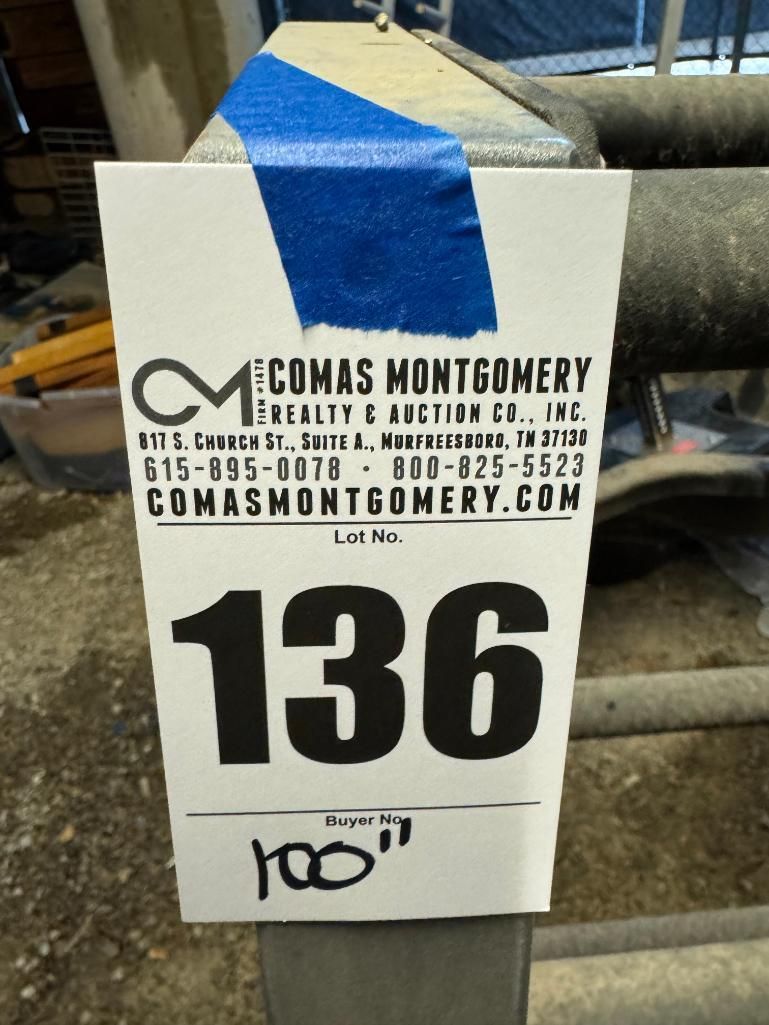 CM FIRM #1478 COMAS MONTGOMERY
REALTY & AUCTION CO., INC.
817 S. CHURCH ST., SUITE A., MURFREESBORO, TN 37130
615-895-0078 · 800-825-5523
COMASMONTGOMERY.COM
Lot No.
136
Buyer No.
100"